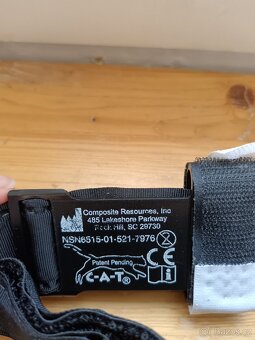 Composite Resources, Inc
485 Lakeshore Parkway
Rock Hill, SC 29730
NSN6515-01-521-7976
Patent Pending
C-A-T®
CE